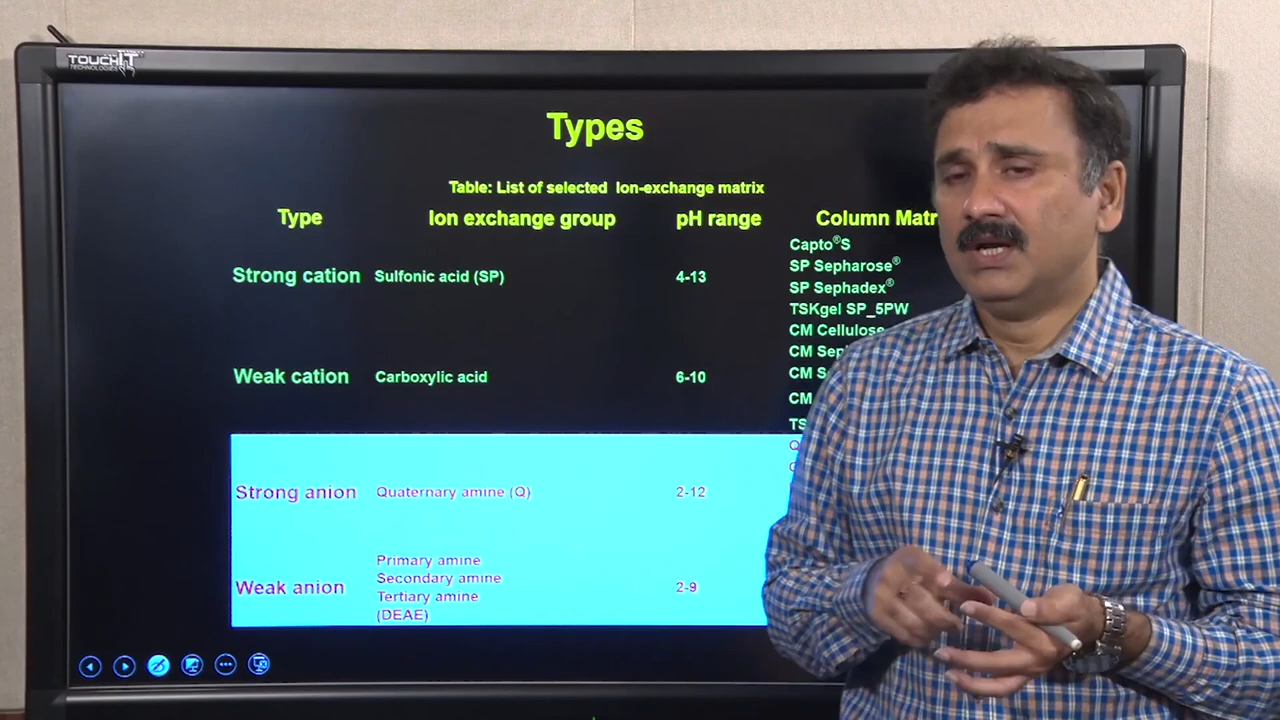 TOUCHIT
TECHNOLOGIES
Types
Table: List of selected Ion-exchange matrix
Type Ion exchange group pH range Column Matr
Capto®S
SP Sepharose®
Strong cation Sulfonic acid (SP) 4-13
SP Sephadex®
TSKgel SP_5PW
CM Cellulose
CM Sep
Weak cation Carboxylic acid 6-10 CM S
CM
TS
Q
Strong anion Quaternary amine (Q) 2-12
Primary amine
Secondary amine
Weak anion 2-9
Tertiary amine
(DEAE)